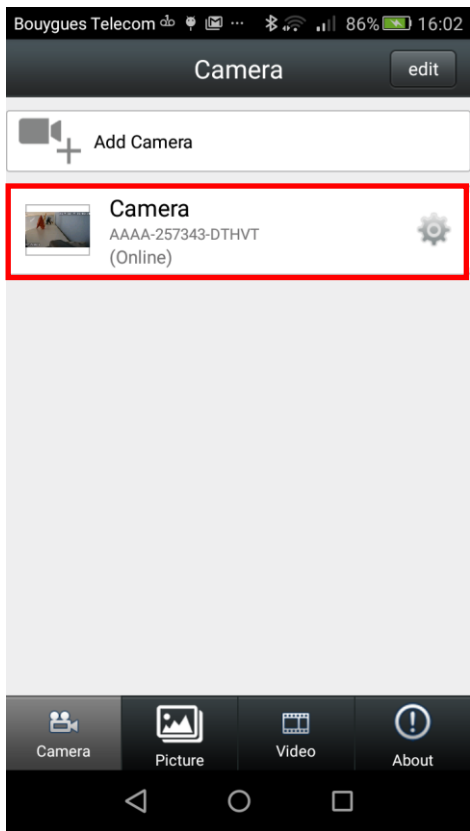 Bouygues Telecom ... 86% 16:02
Camera edit
Add Camera
Camera
AAAA-257343-DTHVT
(Online)
Camera Picture Video About